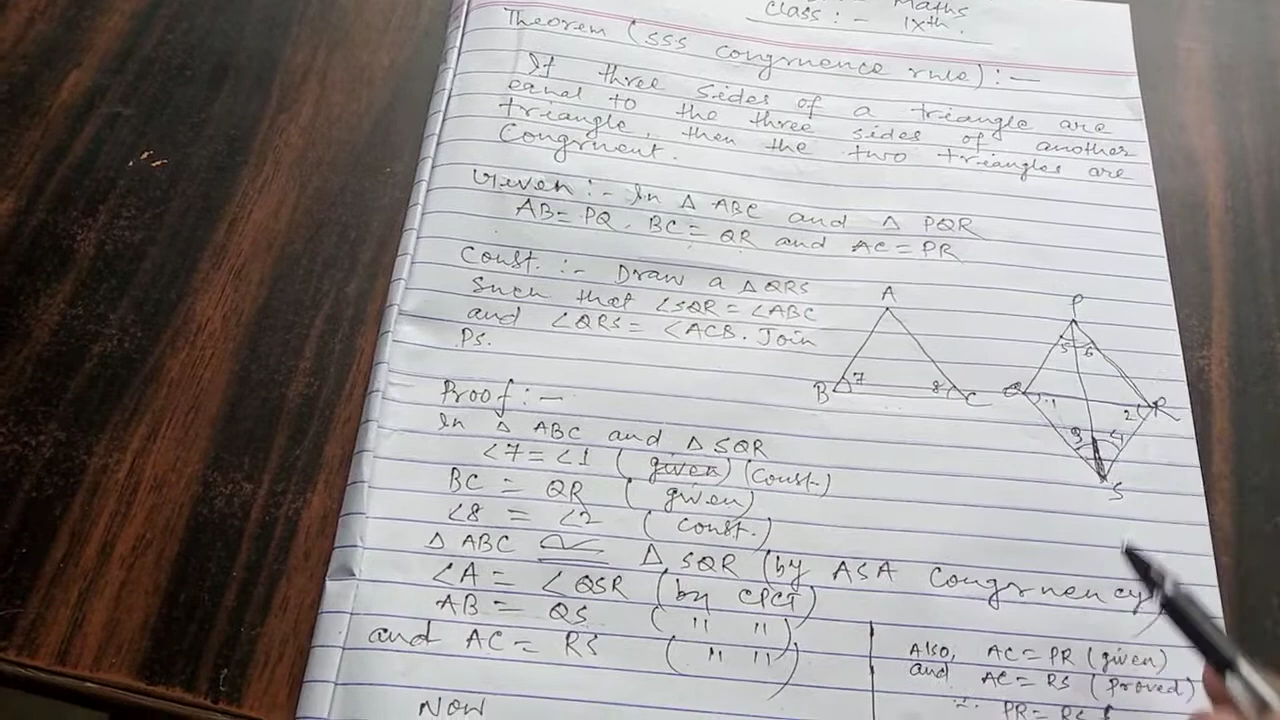 Maths
Class :- IXth.
Theorem (SSS Congruence rule) :-
If three sides of a triangle are
equal to the three sides of another
triangle, then the two triangles are
Congruent.
Given :- In Δ ABC and Δ PQR
AB = PQ, BC = QR and AC = PR
Const. :- Draw a Δ QRS
Such that ∠SQR = ∠ABC
and ∠QRS = ∠ACB. Join
PS.
A
B 7 8 C
P
5 6
Q 1 2 R
3 4
S
Proof :-
In Δ ABC and Δ SQR
∠7 = ∠1 (given) (Const.)
BC = QR (given)
∠8 = ∠2 (Const.)
Δ ABC ≅ Δ SQR (by ASA Congruency)
∠A = ∠QSR (by CPCT)
AB = QS ( " " )
and AC = RS ( " " )
Also, AC = PR (given)
and AC = RS (Proved)
∴ PR = RS
Now